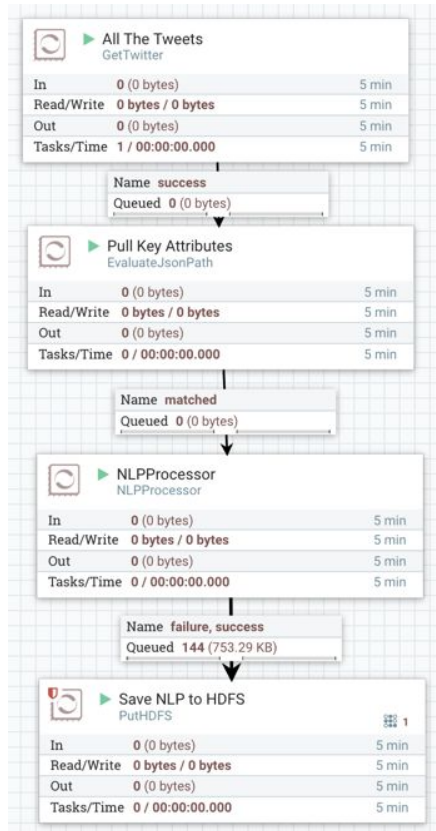 All The Tweets
GetTwitter
In 0 (0 bytes) 5 min
Read/Write 0 bytes / 0 bytes 5 min
Out 0 (0 bytes) 5 min
Tasks/Time 1 / 00:00:00.000 5 min
Name success
Queued 0 (0 bytes)
Pull Key Attributes
EvaluateJsonPath
In 0 (0 bytes) 5 min
Read/Write 0 bytes / 0 bytes 5 min
Out 0 (0 bytes) 5 min
Tasks/Time 0 / 00:00:00.000 5 min
Name matched
Queued 0 (0 bytes)
NLPProcessor
NLPProcessor
In 0 (0 bytes) 5 min
Read/Write 0 bytes / 0 bytes 5 min
Out 0 (0 bytes) 5 min
Tasks/Time 0 / 00:00:00.000 5 min
Name failure, success
Queued 144 (753.29 KB)
Save NLP to HDFS
PutHDFS
1
In 0 (0 bytes) 5 min
Read/Write 0 bytes / 0 bytes 5 min
Out 0 (0 bytes) 5 min
Tasks/Time 0 / 00:00:00.000 5 min